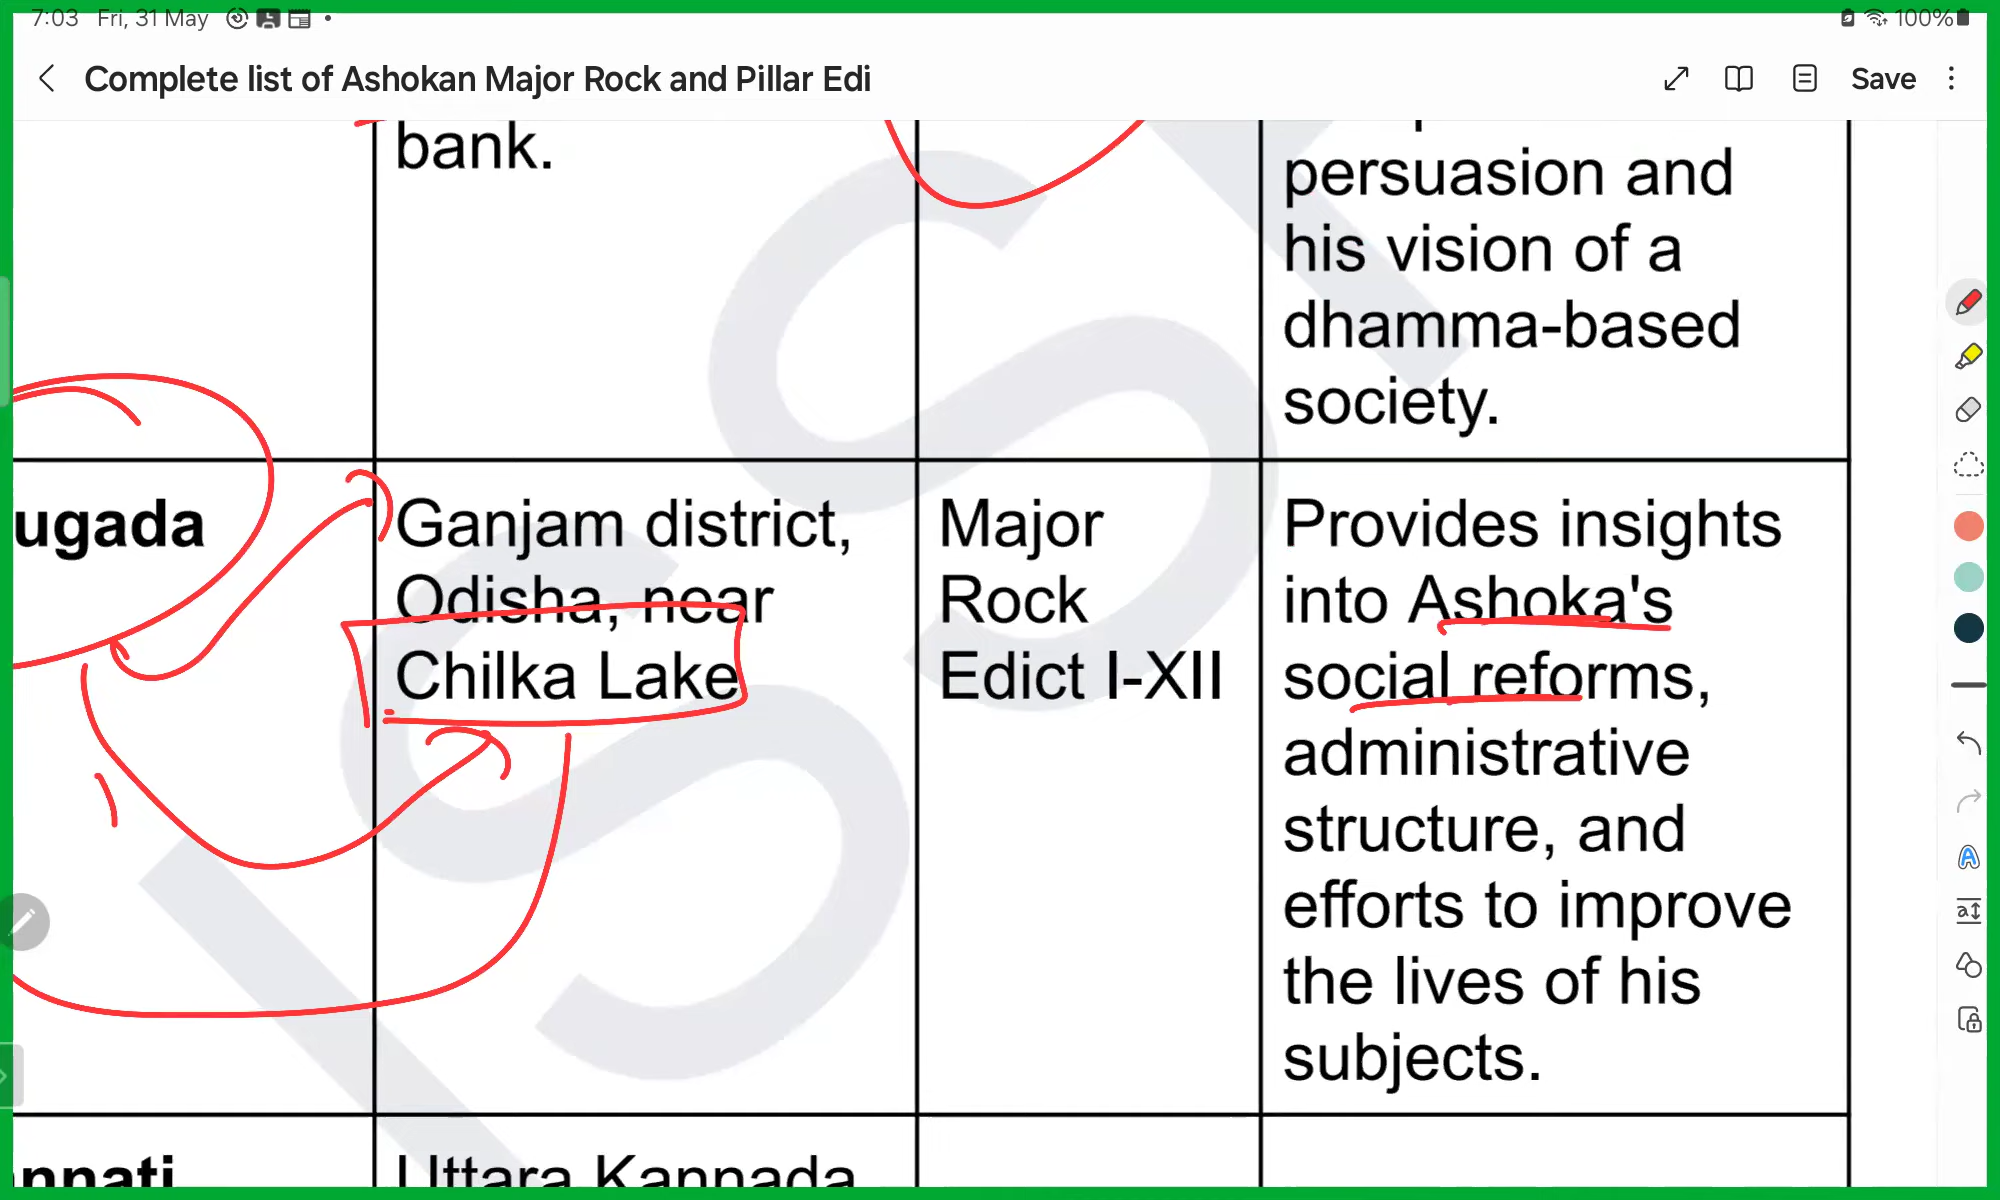 7:03 Fri, 31 May
100%
Complete list of Ashokan Major Rock and Pillar Edi
Save
bank.
persuasion and
his vision of a
dhamma-based
society.
ugada
Ganjam district,
Odisha, near
Chilka Lake
Major
Rock
Edict I-XII
Provides insights
into Ashoka's
social reforms,
administrative
structure, and
efforts to improve
the lives of his
subjects.
nnati
Uttara Kannada